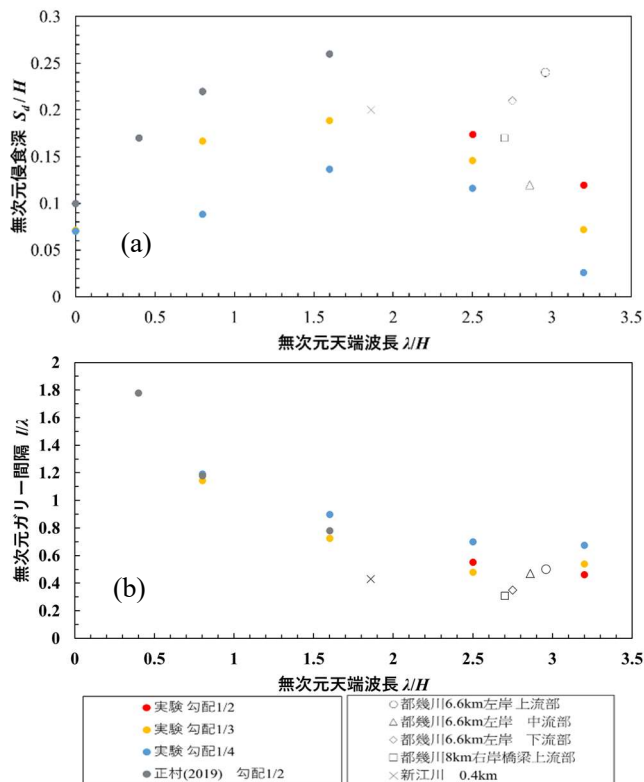 0.3
0.25
0.2
0.15
0.1
0.05
0
無次元侵食深 Sd / H
(a)
0 0.5 1 1.5 2 2.5 3 3.5
無次元天端波長 λ/H
2
1.8
1.6
1.4
1.2
1
0.8
0.6
0.4
0.2
0
無次元ガリー間隔 l/λ
(b)
0 0.5 1 1.5 2 2.5 3 3.5
無次元天端波長 λ/H
実験 勾配1/2
実験 勾配1/3
実験 勾配1/4
正村(2019) 勾配1/2
都幾川6.6km左岸 上流部
都幾川6.6km左岸 中流部
都幾川6.6km左岸 下流部
都幾川8km右岸橋梁上流部
新江川 0.4km